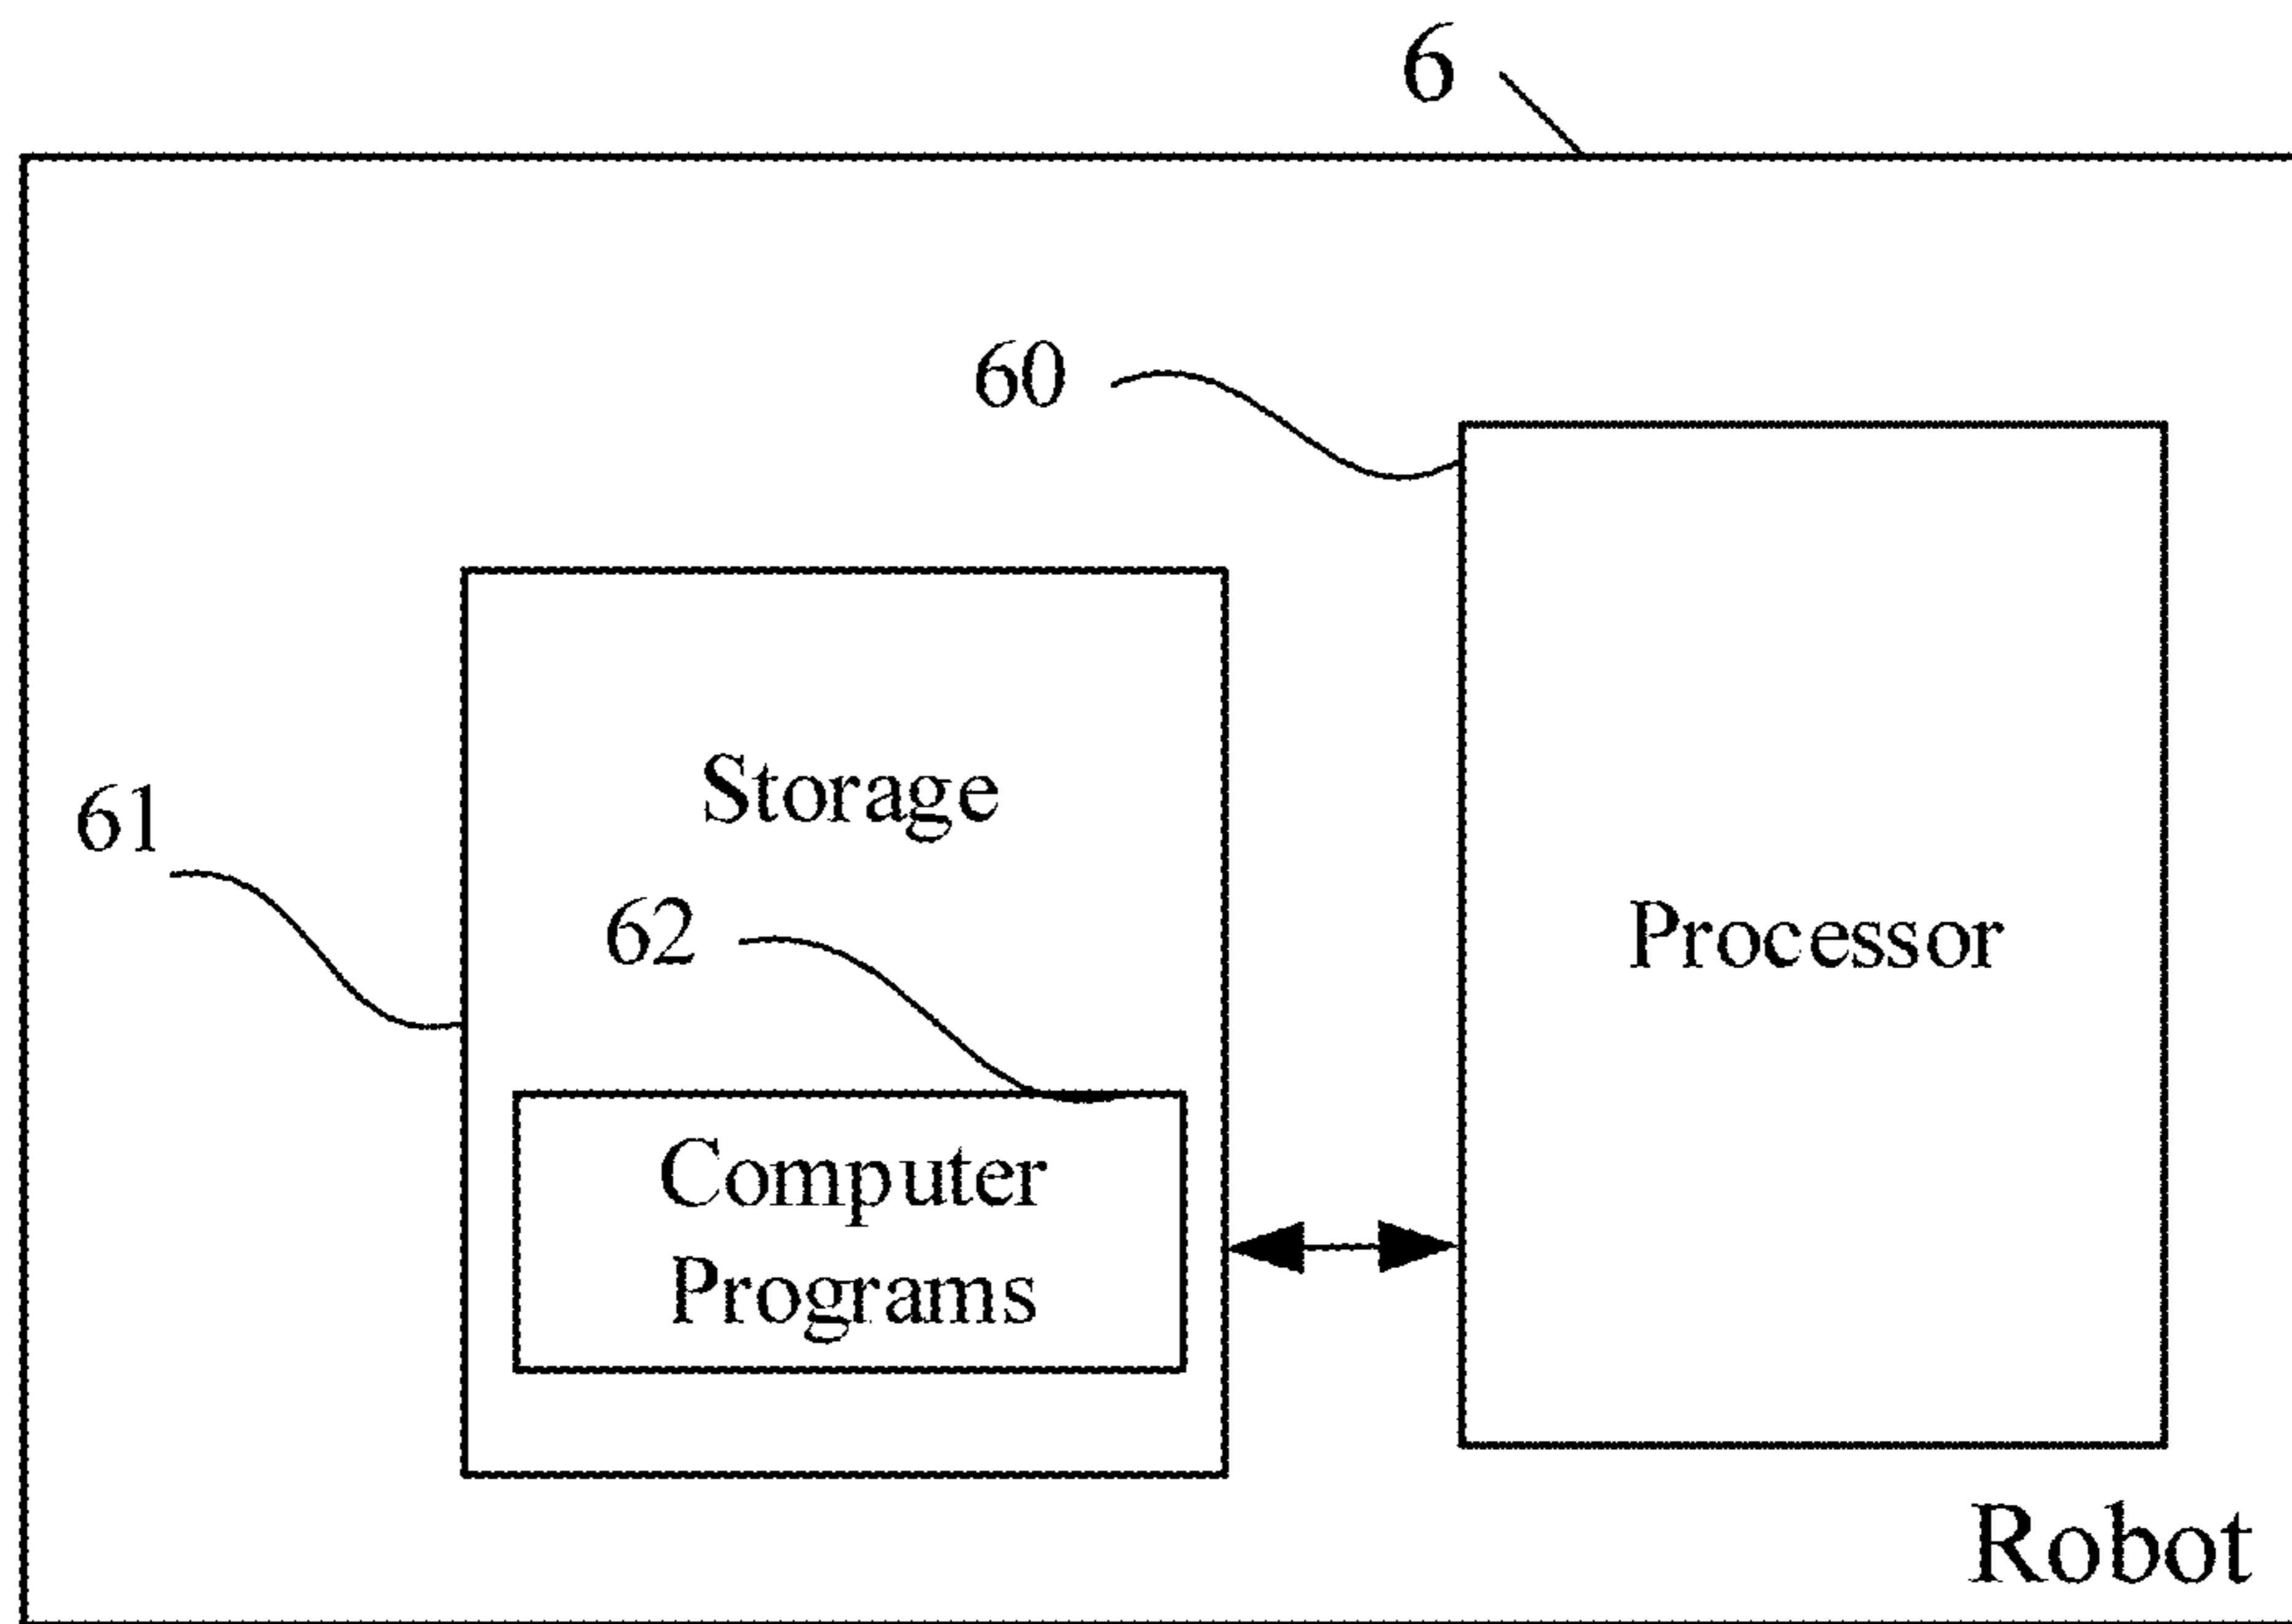 6
60
Storage
61
62
Processor
Computer
Programs
Robot